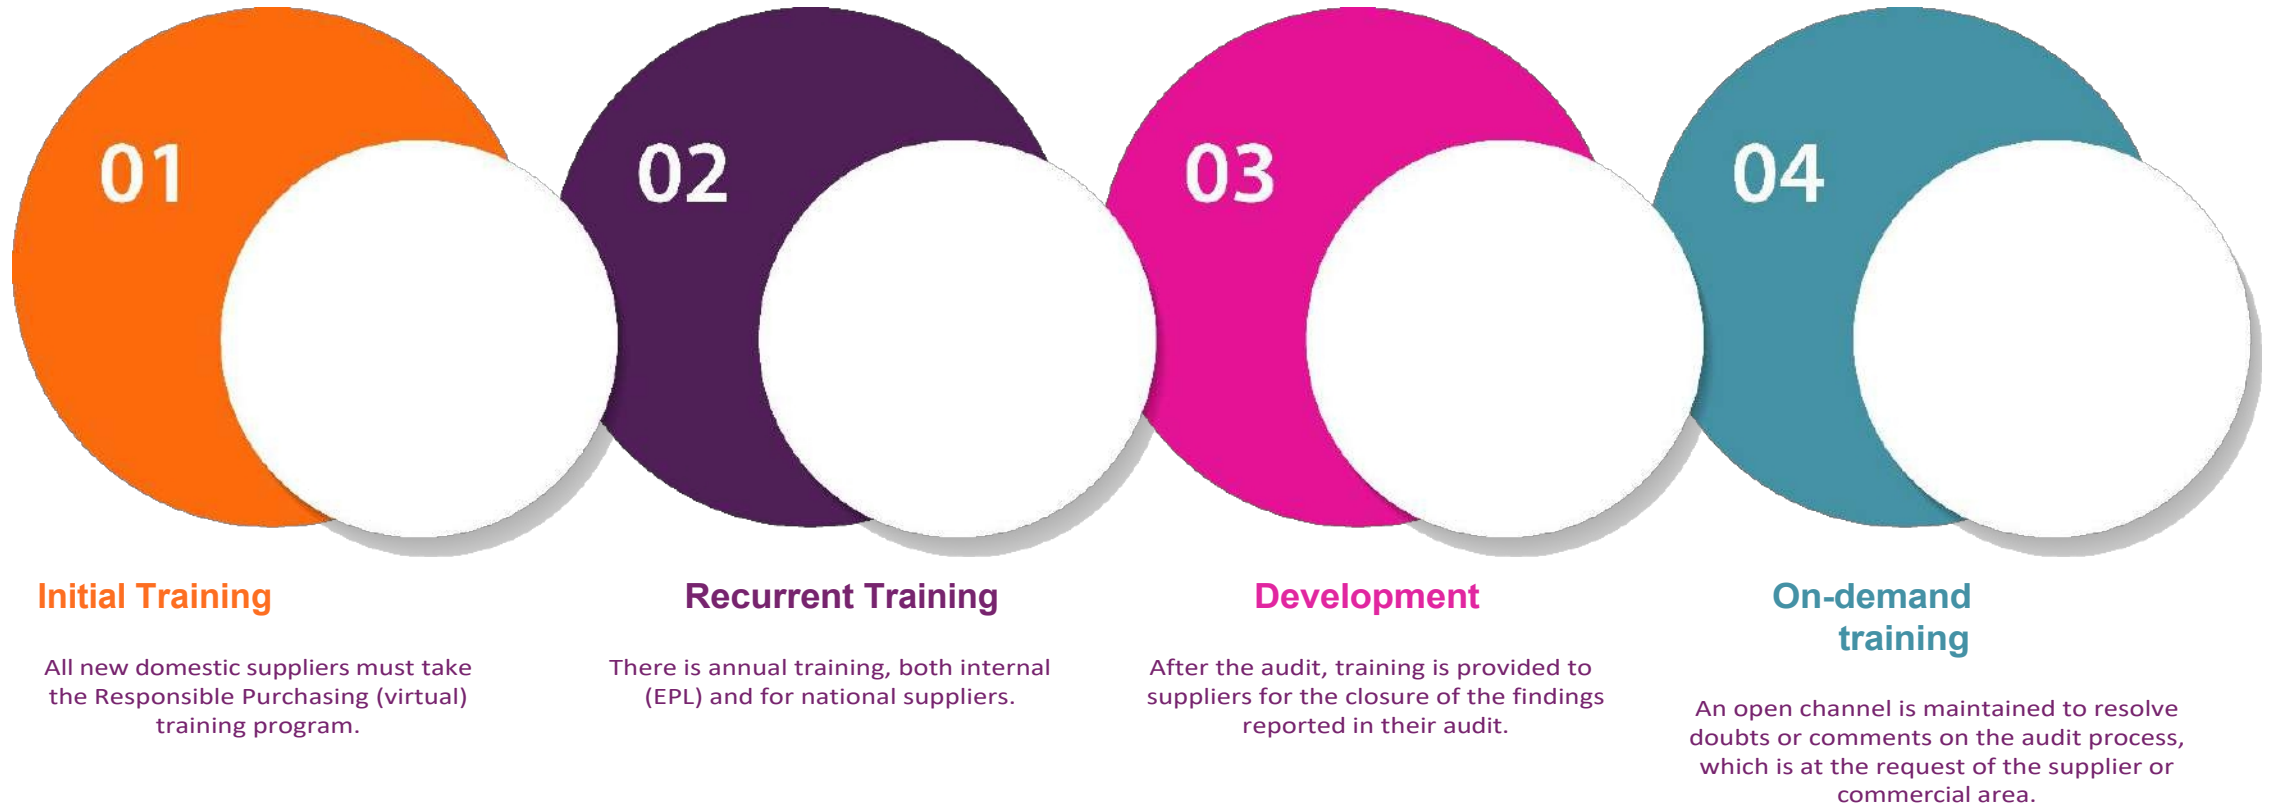 01
Initial Training
All new domestic suppliers must take
the Responsible Purchasing (virtual)
training program.
02
Recurrent Training
There is annual training, both internal
(EPL) and for national suppliers.
03
Development
After the audit, training is provided to
suppliers for the closure of the findings
reported in their audit.
04
On-demand
training
An open channel is maintained to resolve
doubts or comments on the audit process,
which is at the request of the supplier or
commercial area.